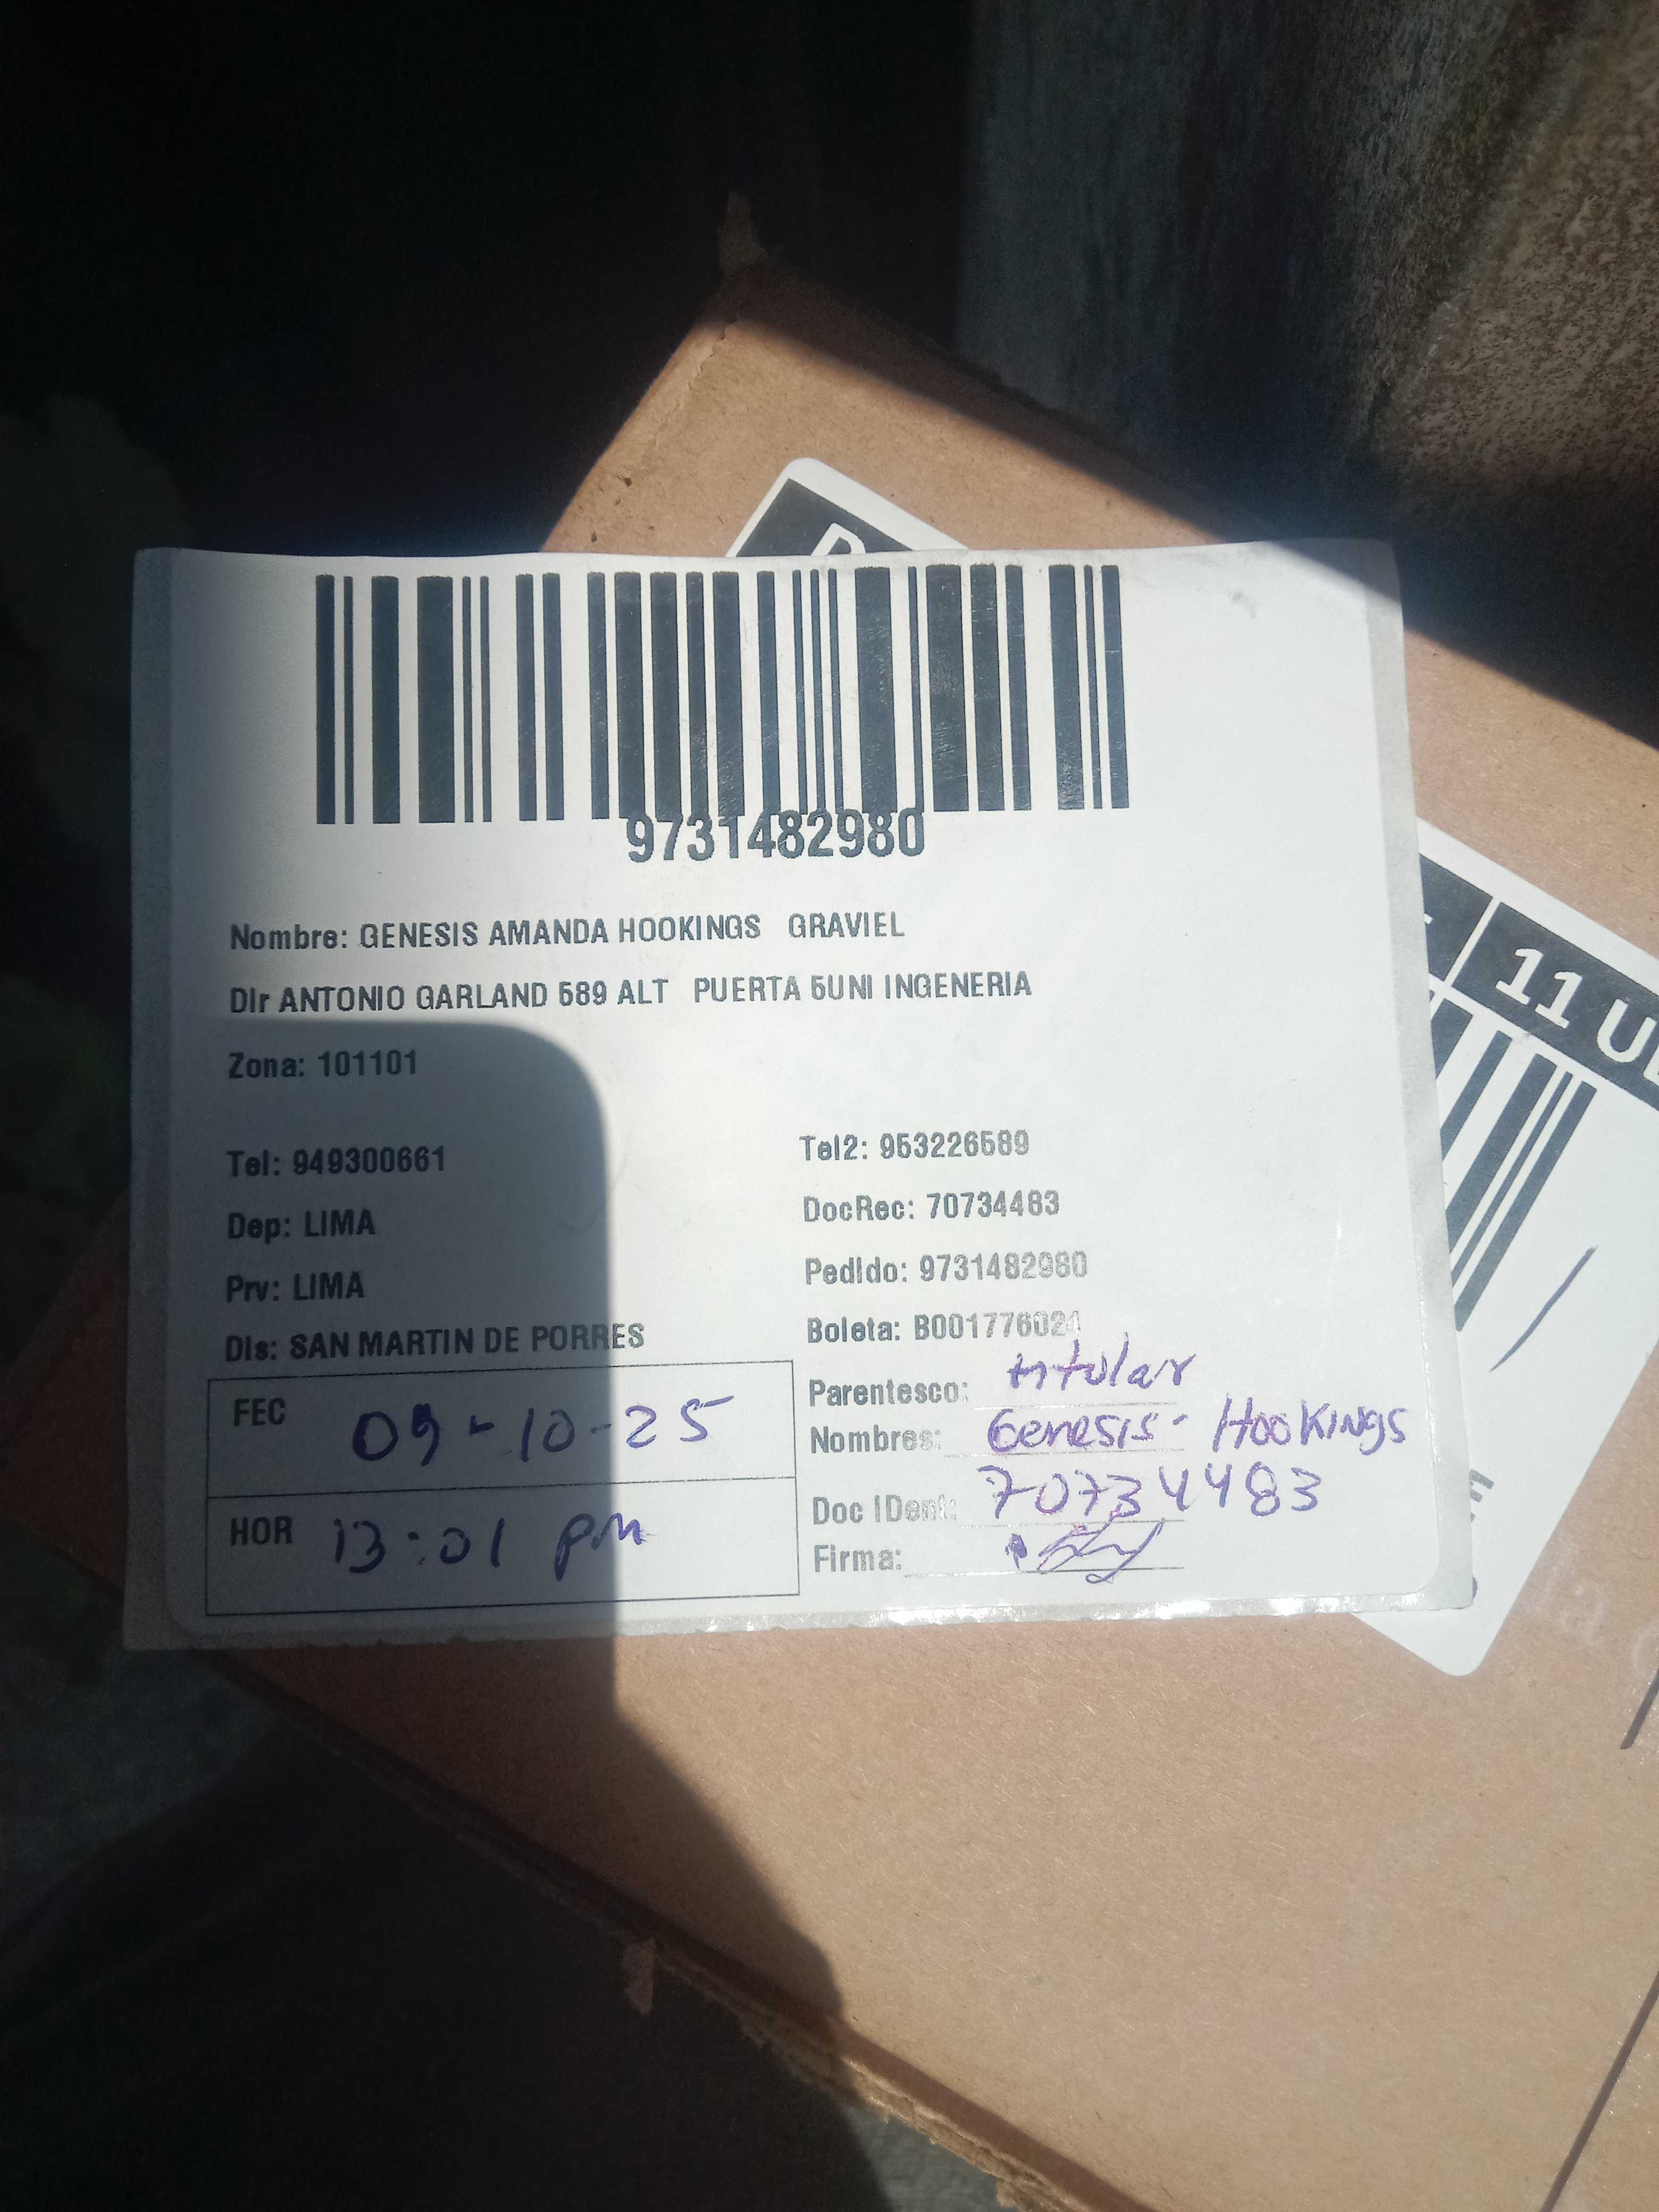 9731482980
Nombre: GENESIS AMANDA HOOKINGS GRAVIEL
Dir ANTONIO GARLAND 589 ALT PUERTA 5UNI INGENERIA
Zona: 101101
Tel: 949300661
Tel2: 953226589
Dep: LIMA
DocRec: 70734483
Prv: LIMA
Pedido: 9731482980
Dis: SAN MARTIN DE PORRES
Boleta: B001776024
Parentesco: titular
FEC 09-10-25
Nombres: Genesis- Hookings
Doc IDent: 70734483
HOR 13:01 pm
Firma:
11